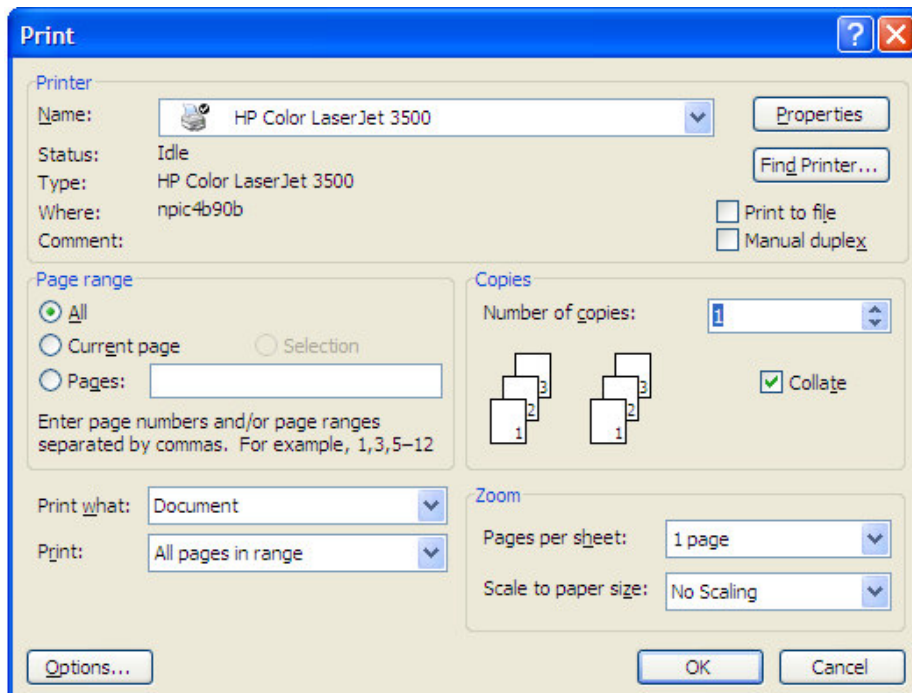 Print
Printer
Name: HP Color LaserJet 3500 Properties
Status: Idle
Find Printer...
Type: HP Color LaserJet 3500
Where: npic4b90b
Print to file
Comment:
Manual duplex
Page range
All
Current page Selection
Pages:
Enter page numbers and/or page ranges
separated by commas. For example, 1,3,5–12
Copies
Number of copies: 1
3 3
2 2
1 1
Collate
Print what: Document
Print: All pages in range
Zoom
Pages per sheet: 1 page
Scale to paper size: No Scaling
Options... OK Cancel